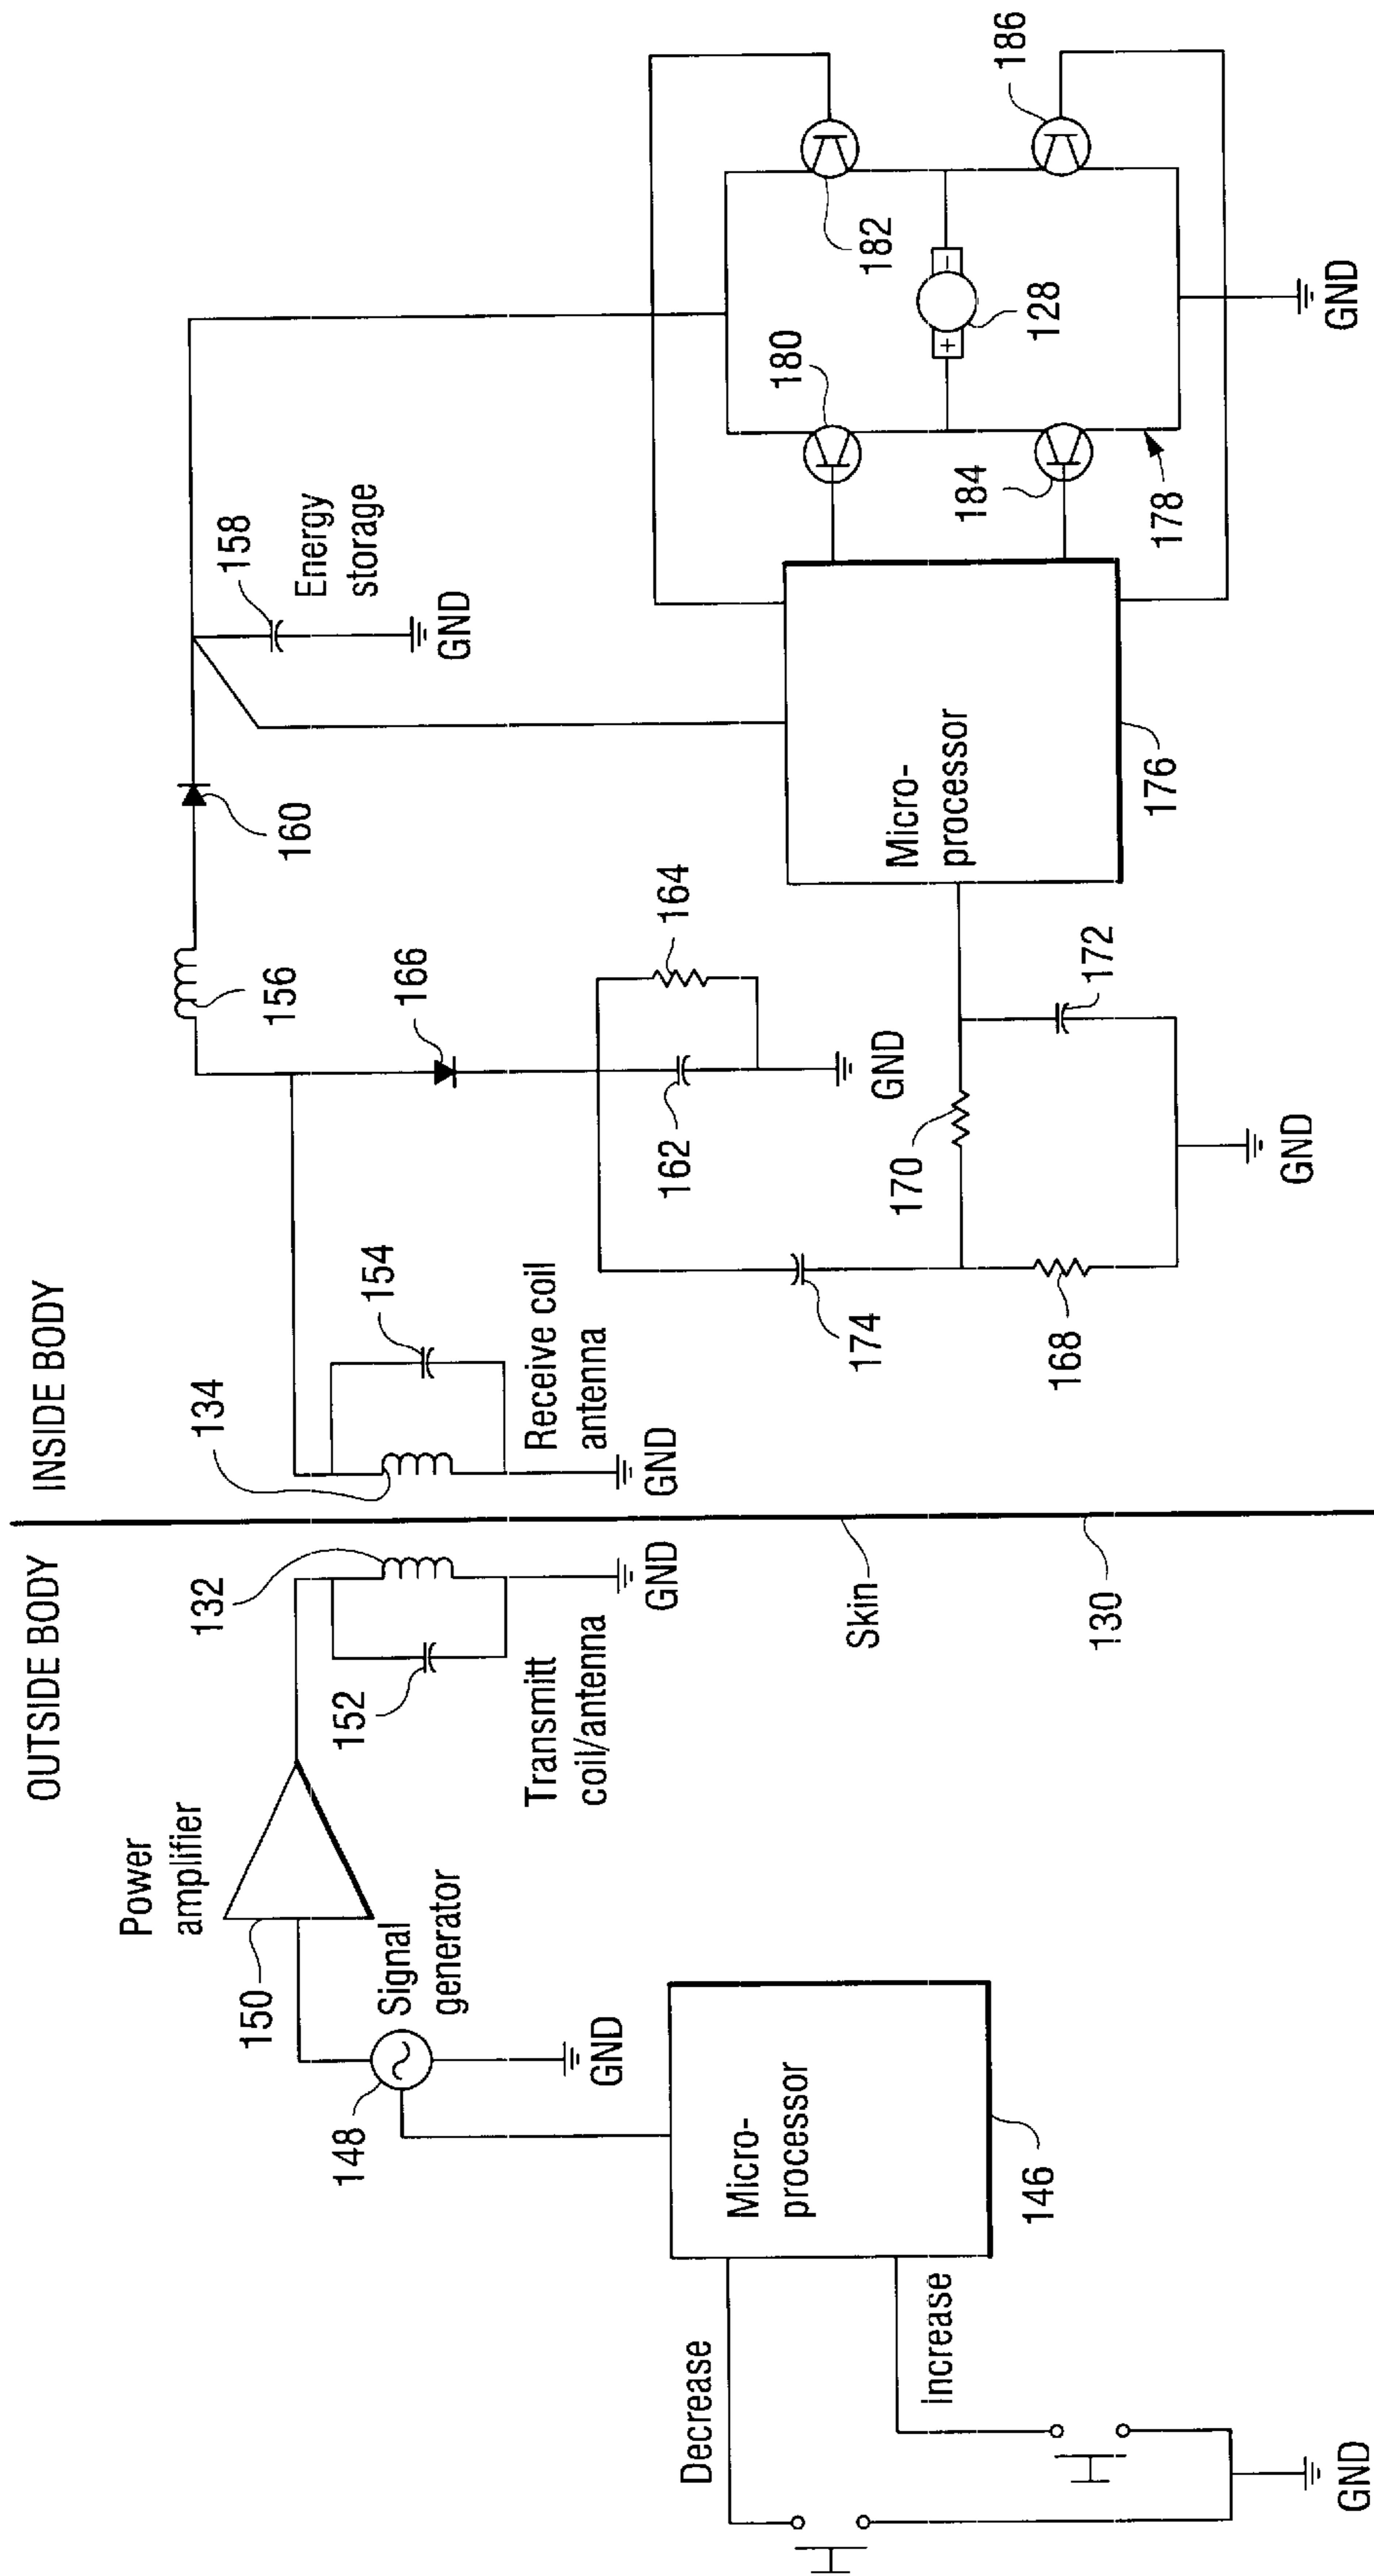 OUTSIDE BODY
INSIDE BODY
Power
amplifier
150
Signal
generator
148
GND
132
152
Transmitt
coil/antenna
GND
134
154
Receive coil
antenna
GND
Skin
130
Micro-
processor
146
Decrease
increase
GND
156
160
158
Energy
storage
GND
166
164
162
GND
174
170
168
172
GND
Micro-
processor
176
180
182
184
186
128
178
GND